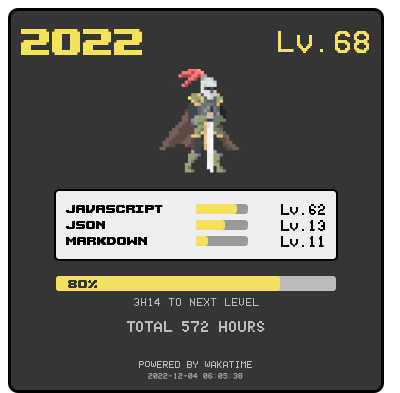 2022 Lv.68
JAVASCRIPT Lv.62
JSON Lv.13
MARKDOWN Lv.11
80%
3H14 TO NEXT LEVEL
TOTAL 572 HOURS
POWERED BY WAKATIME
2022-12-04 06:05:38